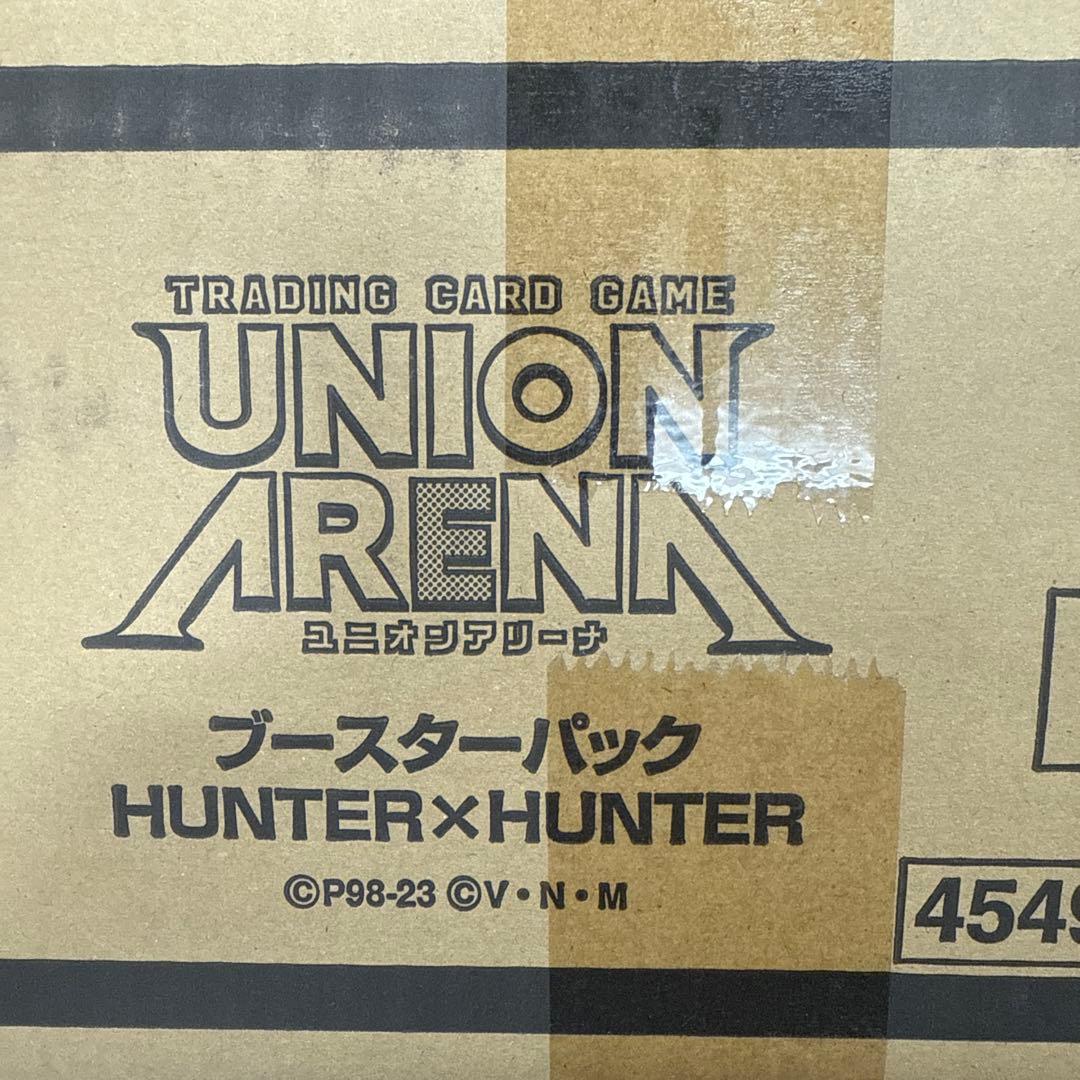 TRADING CARD GAME
UNION
ARENA
ユニオンアリーナ
ブースターパック
HUNTER×HUNTER
©P98-23 ©V・N・M
4549